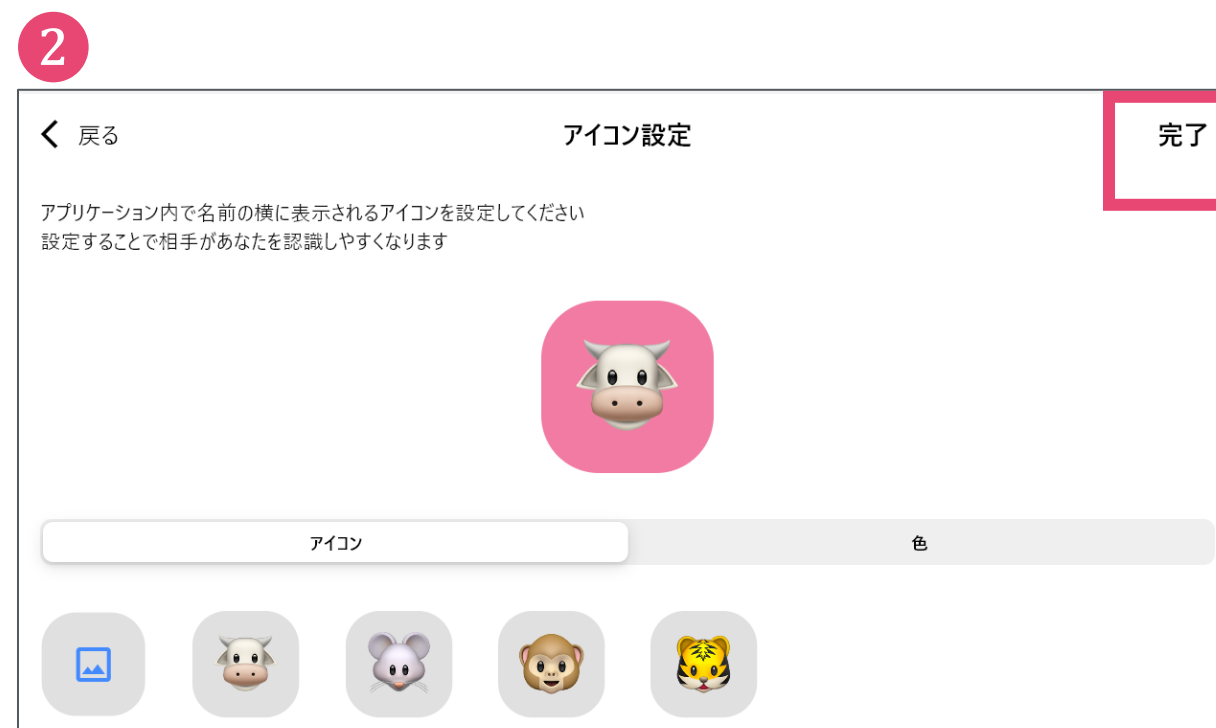 2
戻る
アイコン設定
完了
アプリケーション内で名前の横に表示されるアイコンを設定してください
設定することで相手があなたを認識しやすくなります
アイコン
色